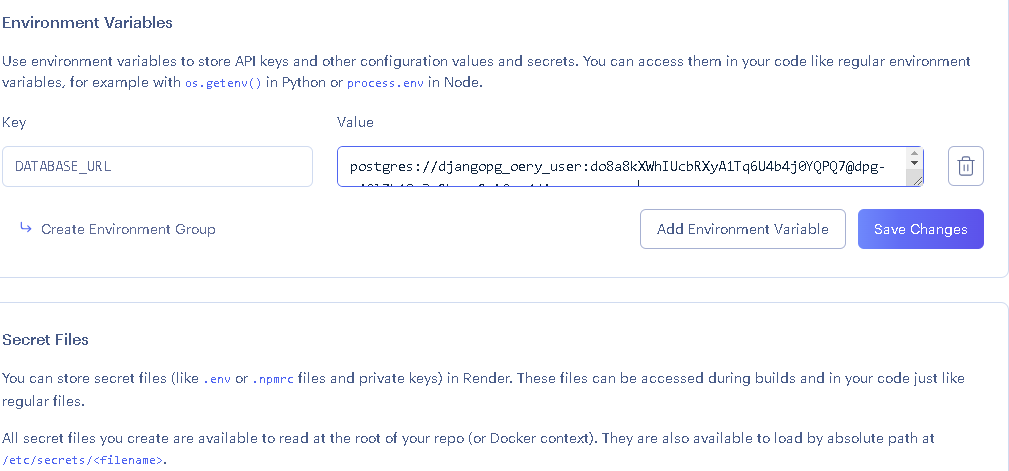 Environment Variables
Use environment variables to store API keys and other configuration values and secrets. You can access them in your code like regular environment
variables, for example with os.getenv() in Python or process.env in Node.
Key
Value
DATABASE_URL
postgres://djangopg_oery_user:do8a8kXWhIUcbRXyA1Tq6U4b4j0YQPQ7@dpg-
Create Environment Group
Add Environment Variable
Save Changes
Secret Files
You can store secret files (like .env or .npmrc files and private keys) in Render. These files can be accessed during builds and in your code just like
regular files.
All secret files you create are available to read at the root of your repo (or Docker context). They are also available to load by absolute path at
/etc/secrets/<filename>.